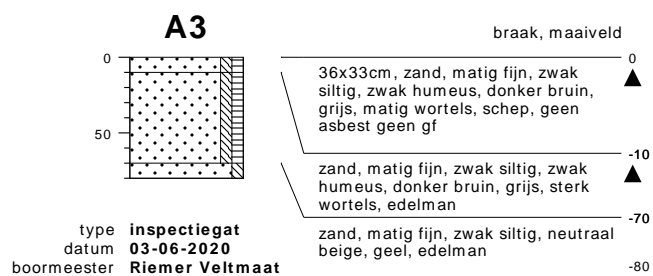 A3
braak, maaiveld
0
0
36x33cm, zand, matig fijn, zwak
siltig, zwak humeus, donker bruin,
grijs, matig wortels, schep, geen
asbest geen gf
50
-10
zand, matig fijn, zwak siltig, zwak
humeus, donker bruin, grijs, sterk
wortels, edelman
-70
zand, matig fijn, zwak siltig, neutraal
beige, geel, edelman
-80
type inspectiegat
datum 03-06-2020
boormeester Riemer Veltmaat